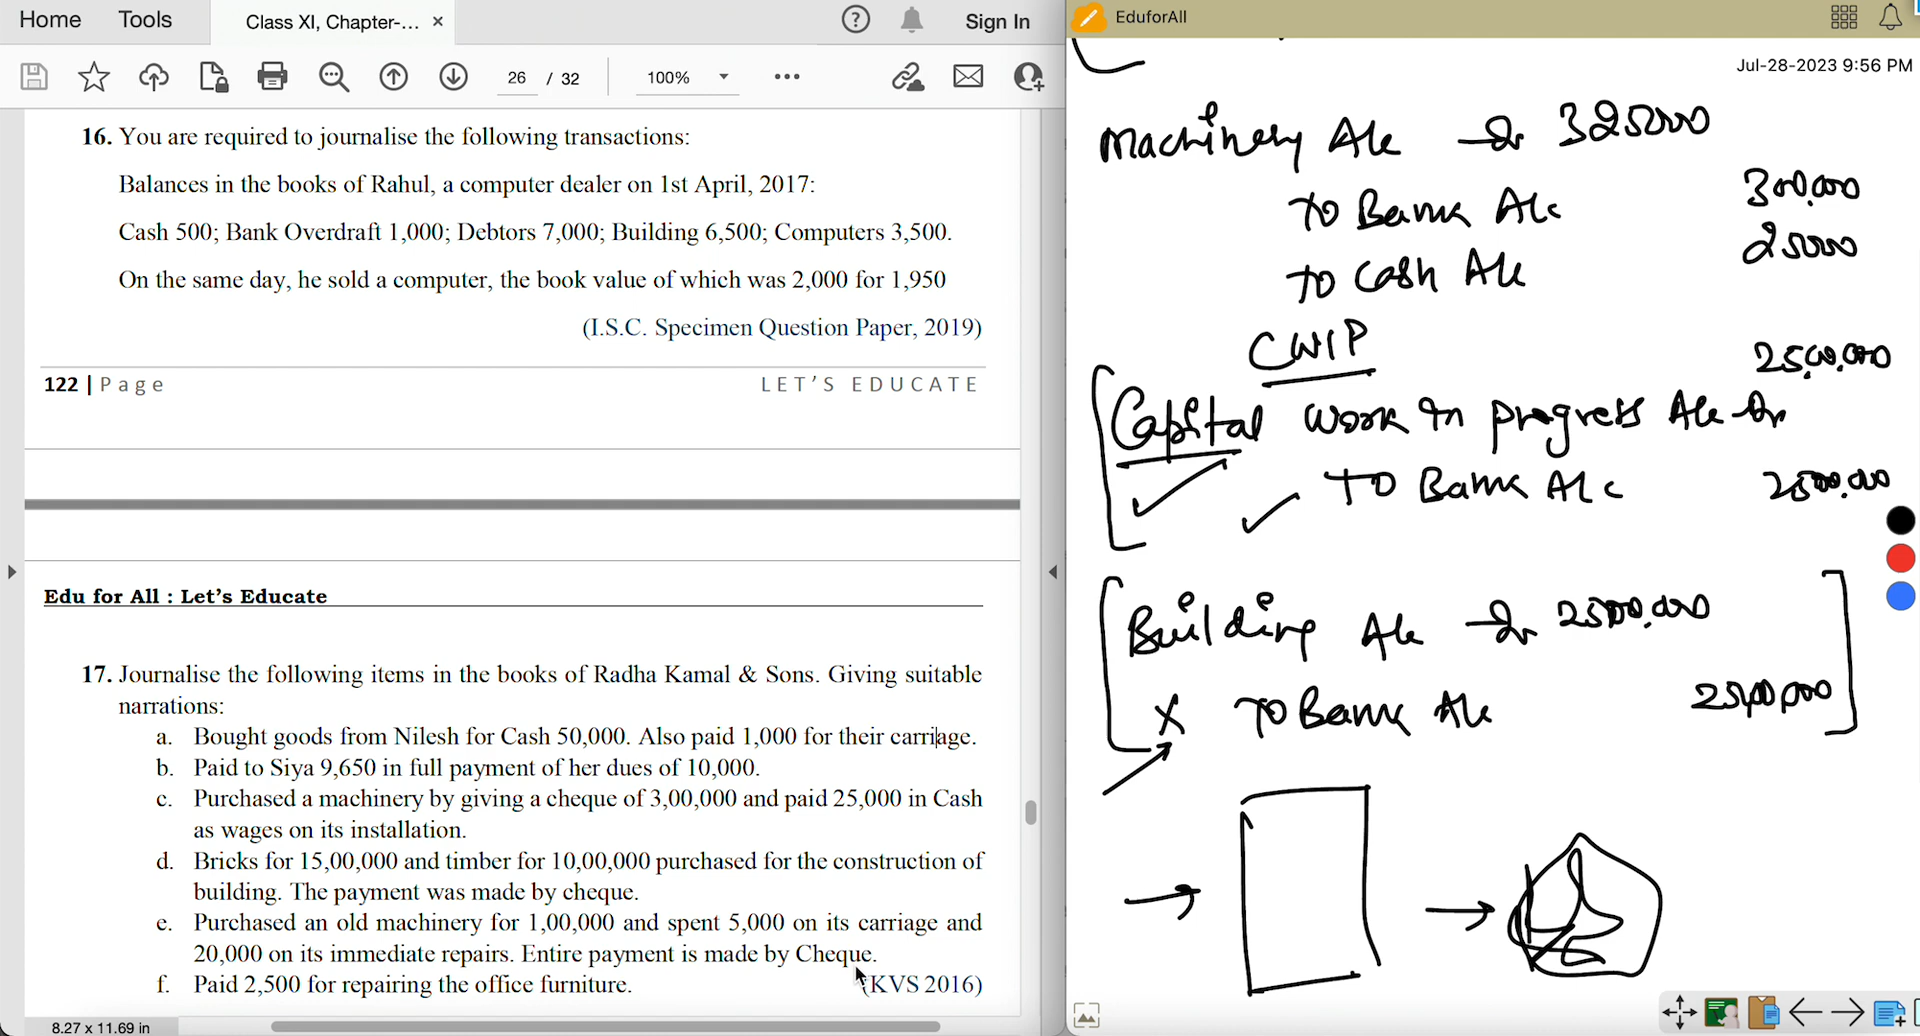 Home Tools Class XI, Chapter-... × Sign In
26 / 32 100%
16. You are required to journalise the following transactions:
Balances in the books of Rahul, a computer dealer on 1st April, 2017:
Cash 500; Bank Overdraft 1,000; Debtors 7,000; Building 6,500; Computers 3,500.
On the same day, he sold a computer, the book value of which was 2,000 for 1,950
(I.S.C. Specimen Question Paper, 2019)
122 | Page LET'S EDUCATE
Edu for All : Let's Educate
17. Journalise the following items in the books of Radha Kamal & Sons. Giving suitable
narrations:
a. Bought goods from Nilesh for Cash 50,000. Also paid 1,000 for their carriage.
b. Paid to Siya 9,650 in full payment of her dues of 10,000.
c. Purchased a machinery by giving a cheque of 3,00,000 and paid 25,000 in Cash
as wages on its installation.
d. Bricks for 15,00,000 and timber for 10,00,000 purchased for the construction of
building. The payment was made by cheque.
e. Purchased an old machinery for 1,00,000 and spent 5,000 on its carriage and
20,000 on its immediate repairs. Entire payment is made by Cheque.
f. Paid 2,500 for repairing the office furniture. (KVS 2016)
8.27 x 11.69 in
EduforAll
Jul-28-2023 9:56 PM
Machinery A/c Dr 325000
To Bank A/c 300,000
To Cash A/c 25000
CWIP
25,00,000
Capital Work In progress A/c Dr
To Bank A/c 2500,000
Building A/c Dr 2500,000
X To Bank A/c 25,00,000